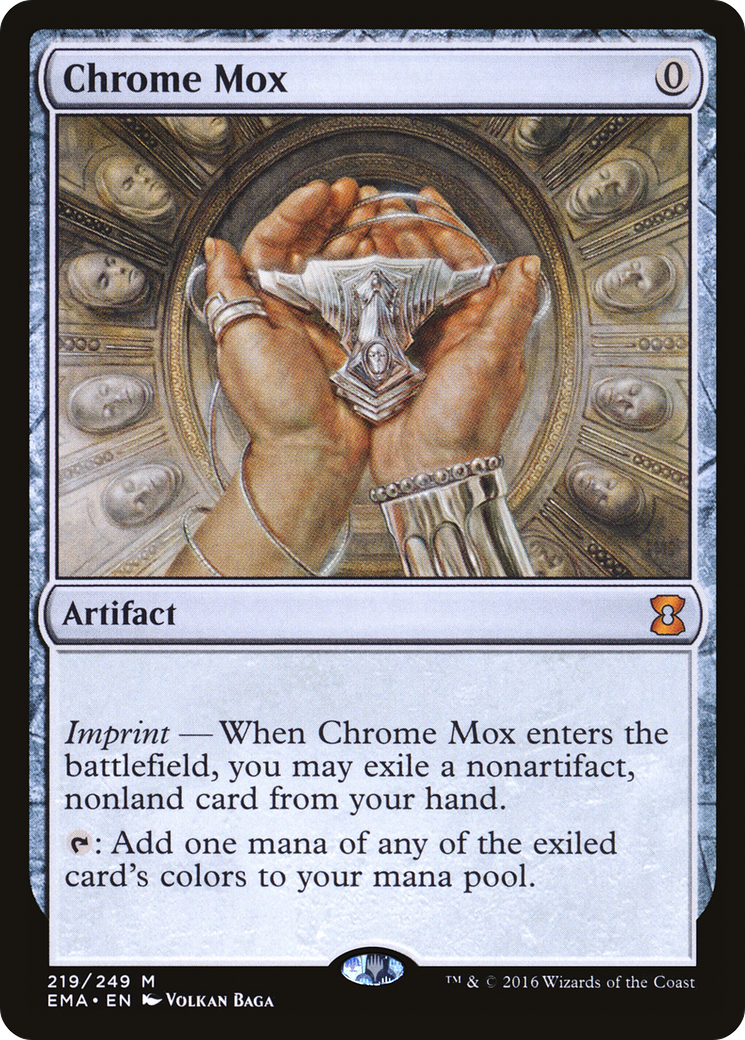 Chrome Mox 0
Artifact
Imprint — When Chrome Mox enters the
battlefield, you may exile a nonartifact,
nonland card from your hand.
: Add one mana of any of the exiled
card's colors to your mana pool.
219/249 M
EMA • EN Volkan Baga
™ & © 2016 Wizards of the Coast